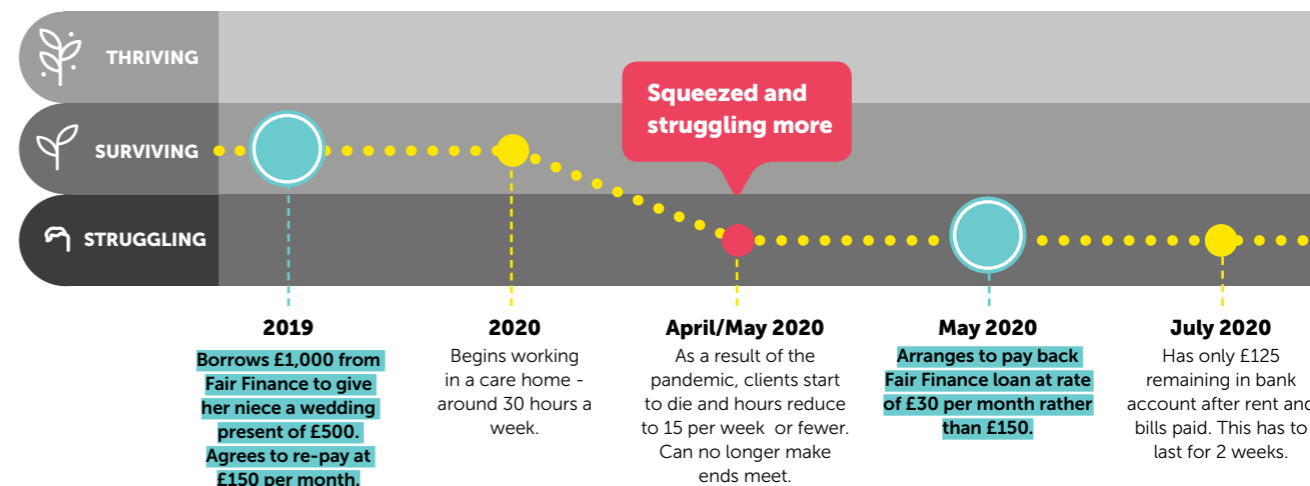 THRIVING
Squeezed and
struggling more
SURVIVING
STRUGGLING
2019
Borrows £1,000 from
Fair Finance to give
her niece a wedding
present of £500.
Agrees to re-pay at
£150 per month.
2020
Begins working
in a care home -
around 30 hours a
week.
April/May 2020
As a result of the
pandemic, clients start
to die and hours reduce
to 15 per week or fewer.
Can no longer make
ends meet.
May 2020
Arranges to pay back
Fair Finance loan at rate
of £30 per month rather
than £150.
July 2020
Has only £125
remaining in bank
account after rent and
bills paid. This has to
last for 2 weeks.